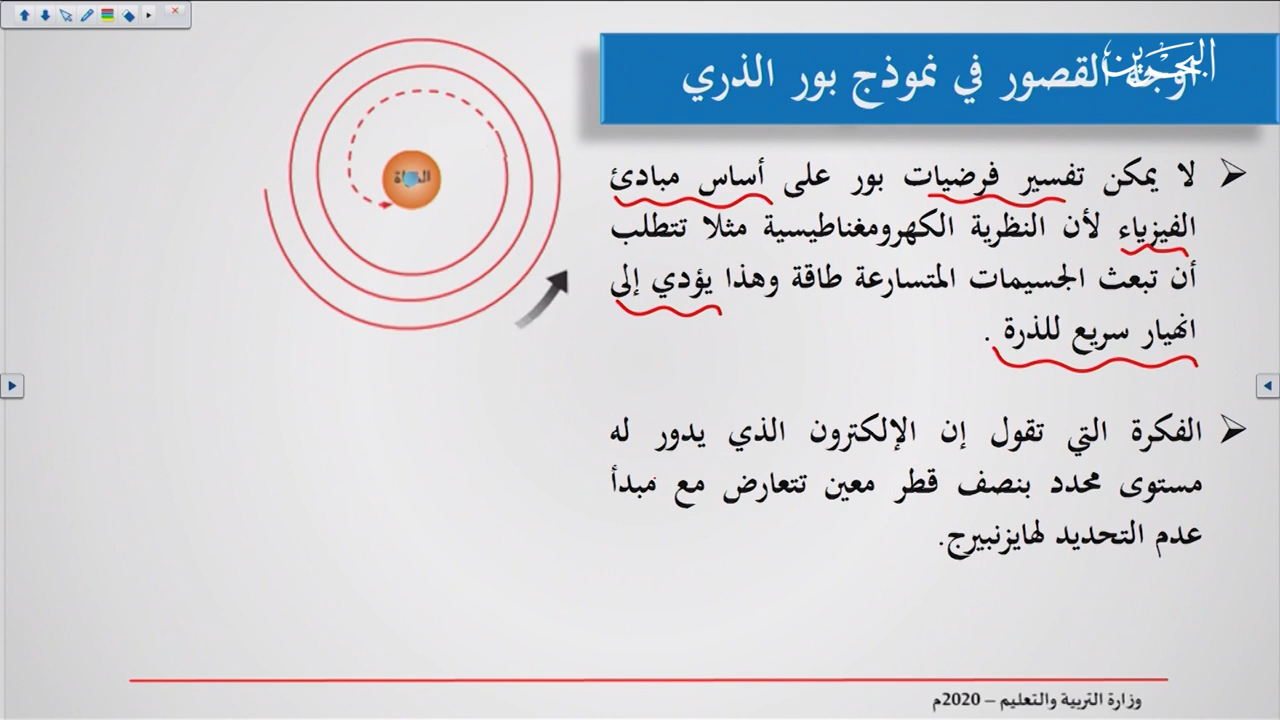 البحرين
أوجه القصور في نموذج بور الذري
لا يمكن تفسير فرضيات بور على أساس مبادئ
الفيزياء لأن النظرية الكهرومغناطيسية مثلا تتطلب
أن تبعث الجسيمات المتسارعة طاقة وهذا يؤدي إلى
انهيار سريع للذرة .
الفكرة التي تقول إن الإلكترون الذي يدور له
مستوى محدد بنصف قطر معين تتعارض مع مبدأ
عدم التحديد لهايزنبيرج.
وزارة التربية والتعليم – 2020م